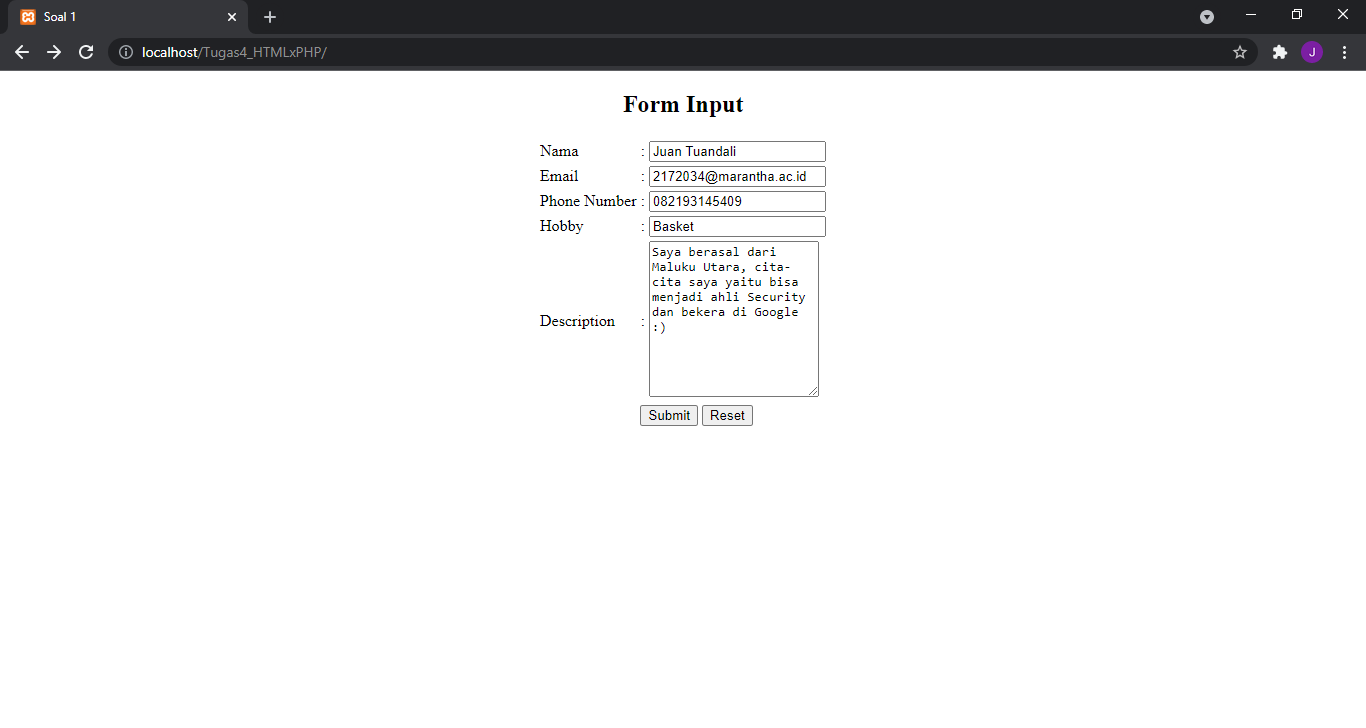 Soal 1
localhost/Tugas4_HTMLxPHP/
J
Form Input
Nama : Juan Tuandali
Email : 2172034@marantha.ac.id
Phone Number : 082193145409
Hobby : Basket
Description :
Saya berasal dari
Maluku Utara, cita-
cita saya yaitu bisa
menjadi ahli Security
dan bekera di Google
:)
Submit Reset